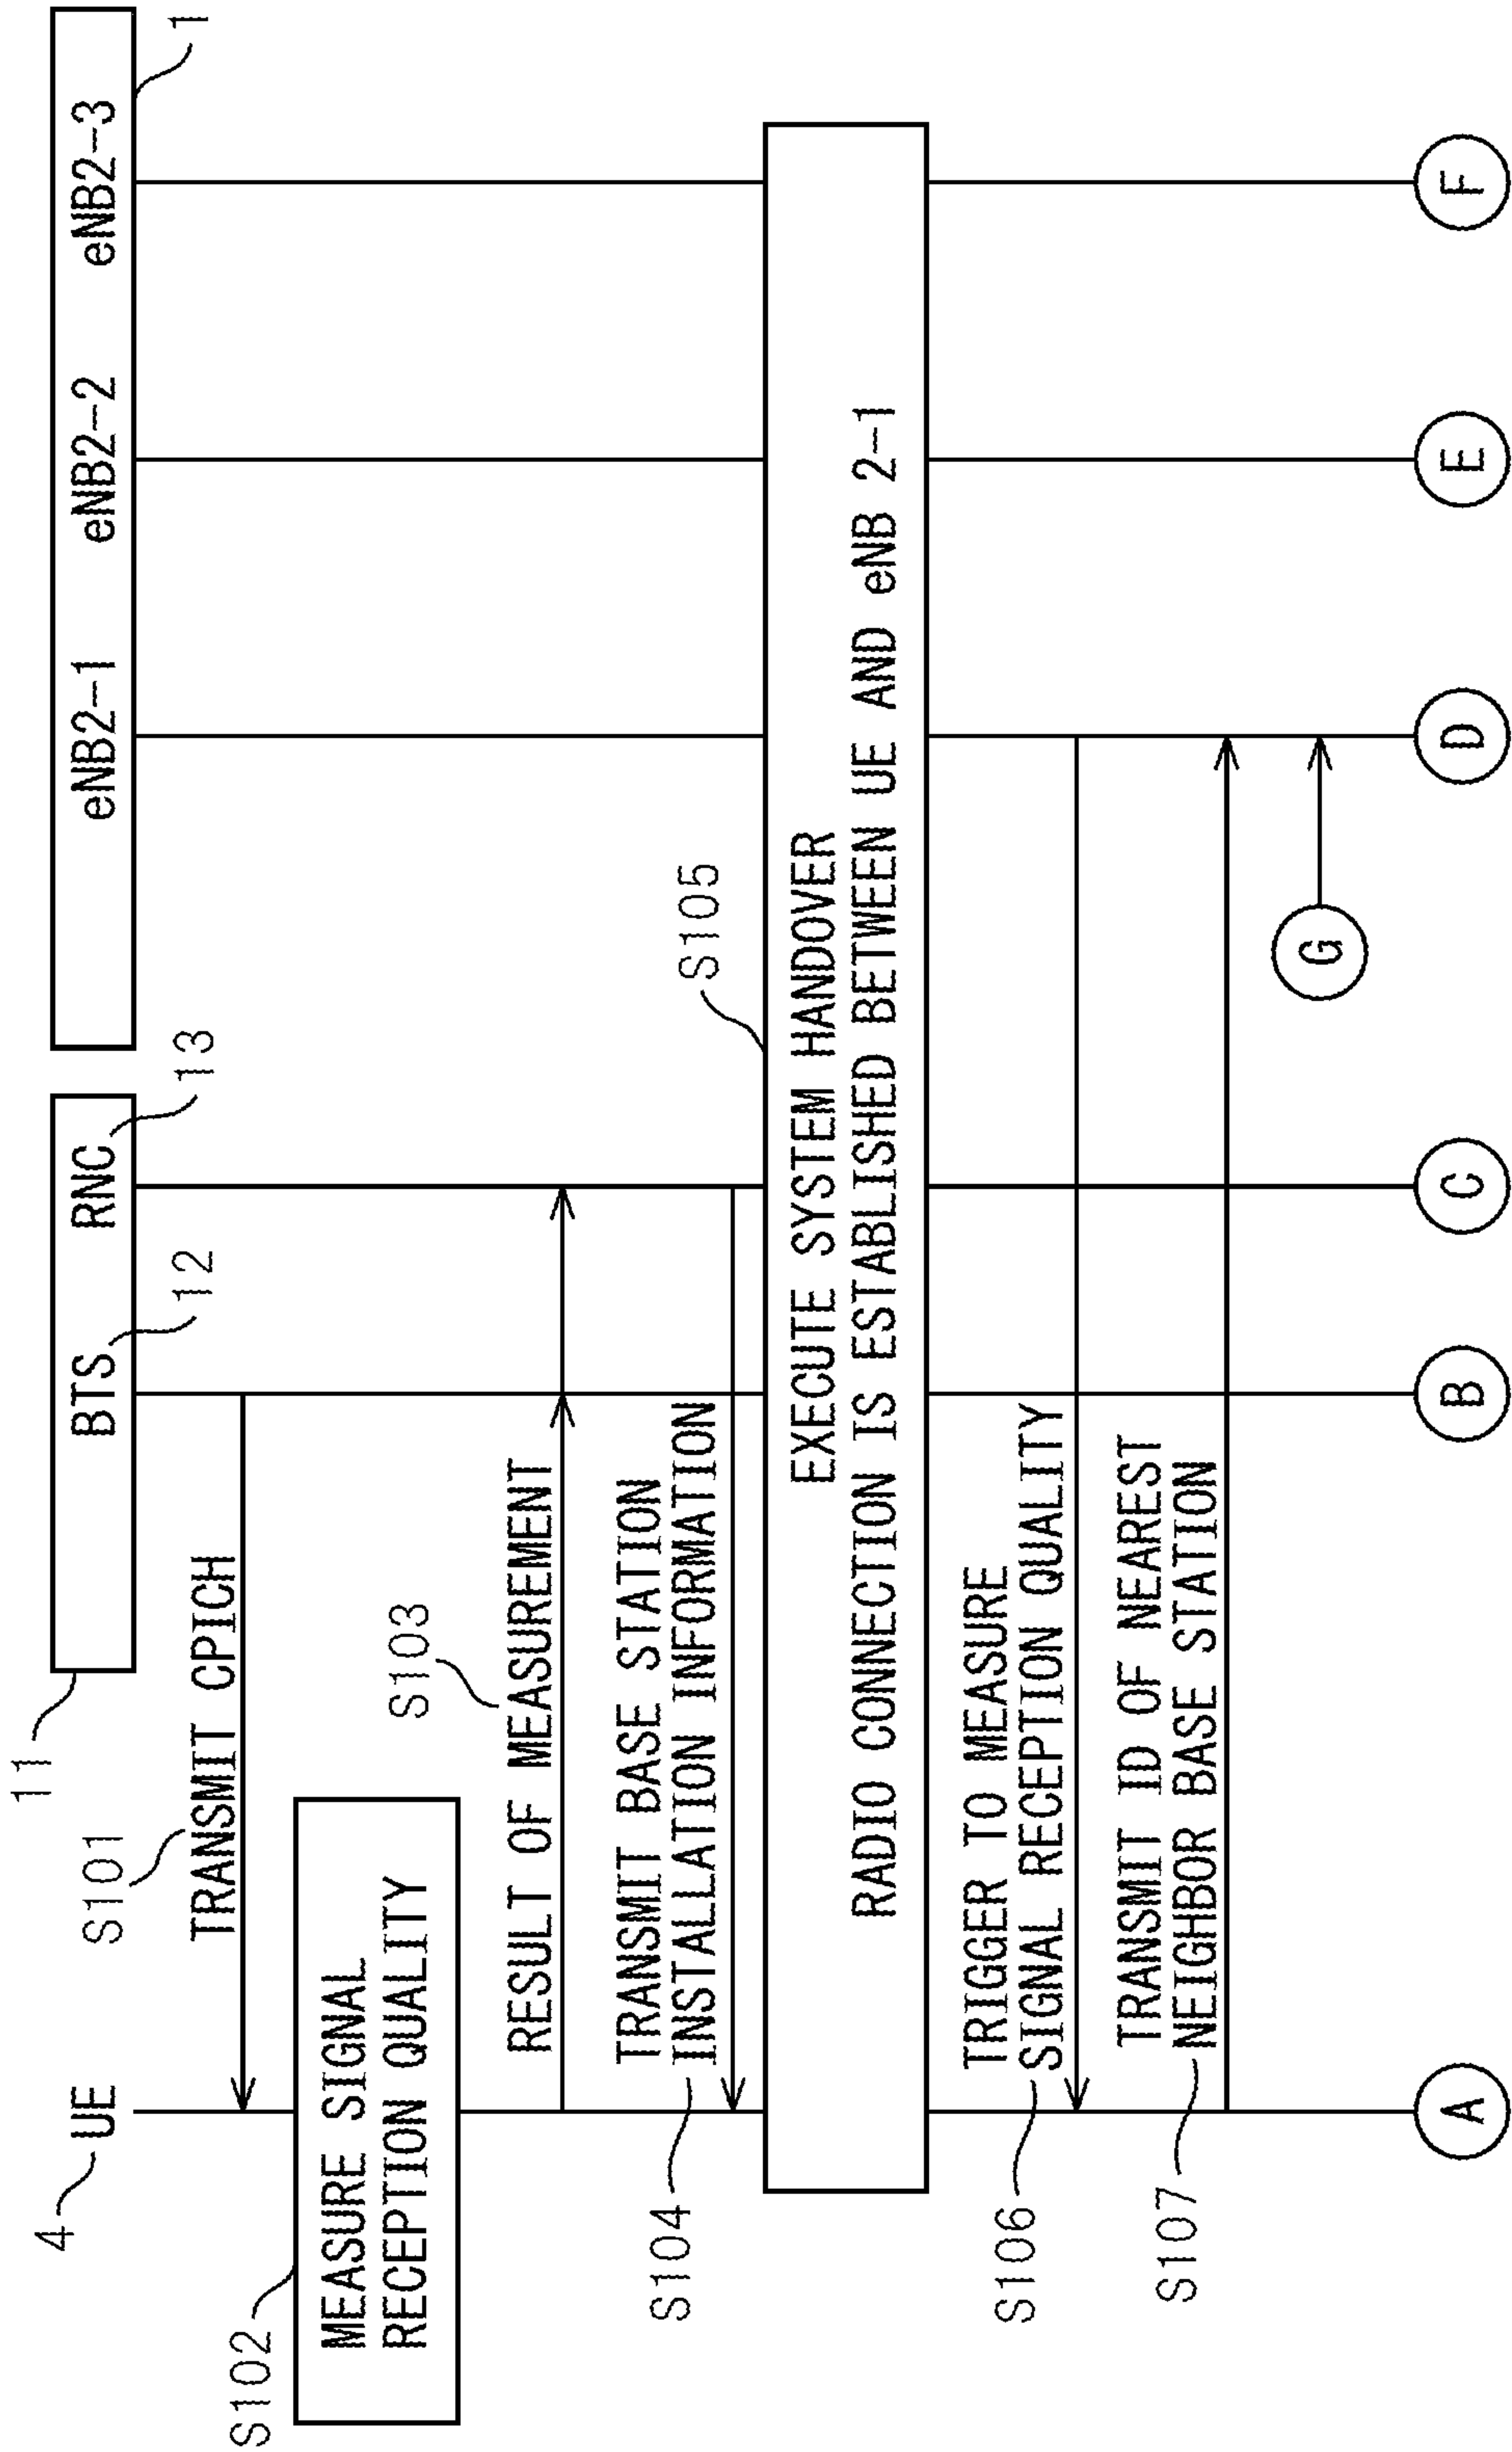 11
1
4
UE
BTS
12
RNC
13
eNB2-1
eNB2-2
eNB2-3
S101
TRANSMIT CPICH
S102
MEASURE SIGNAL
RECEPTION QUALITY
S103
RESULT OF MEASUREMENT
S104
TRANSMIT BASE STATION
INSTALLATION INFORMATION
S105
EXECUTE SYSTEM HANDOVER
RADIO CONNECTION IS ESTABLISHED BETWEEN UE AND eNB 2-1
S106
TRIGGER TO MEASURE
SIGNAL RECEPTION QUALITY
S107
TRANSMIT ID OF NEAREST
NEIGHBOR BASE STATION
G
A
B
C
D
E
F